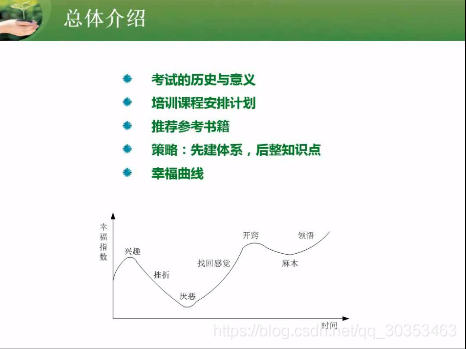 总体介绍
考试的历史与意义
培训课程安排计划
推荐参考书籍
策略：先建体系，后整知识点
幸福曲线
幸福指数
兴趣
挫折
厌恶
找回感觉
开窍
麻木
领悟
时间
https://blog.csdn.net/qq_30353463